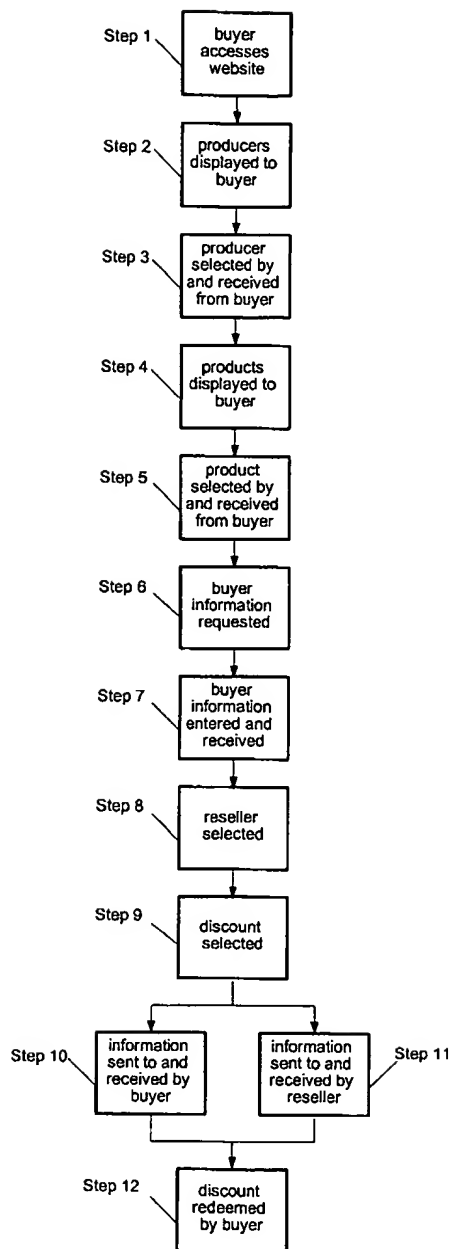 Step 1
buyer
accesses
website
Step 2
producers
displayed to
buyer
Step 3
producer
selected by
and received
from buyer
Step 4
products
displayed to
buyer
Step 5
product
selected by
and received
from buyer
Step 6
buyer
information
requested
Step 7
buyer
information
entered and
received
Step 8
reseller
selected
Step 9
discount
selected
Step 10
information
sent to and
received by
buyer
information
sent to and
received by
reseller
Step 11
Step 12
discount
redeemed
by buyer